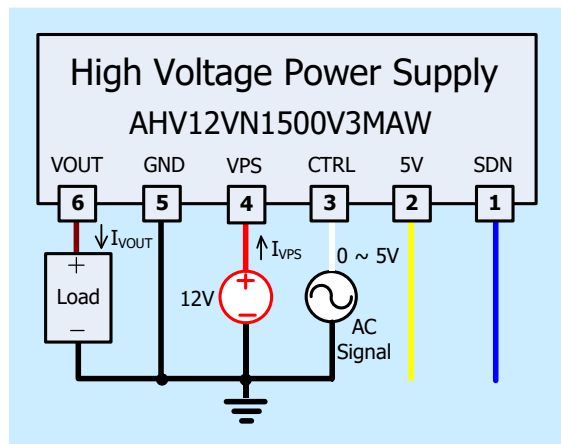 High Voltage Power Supply
AHV12VN1500V3MAW
VOUT GND VPS CTRL 5V SDN
6 5 4 3 2 1
↓IVOUT ↑IVPS 0 ~ 5V
+ +
Load 12V
− −
AC
Signal